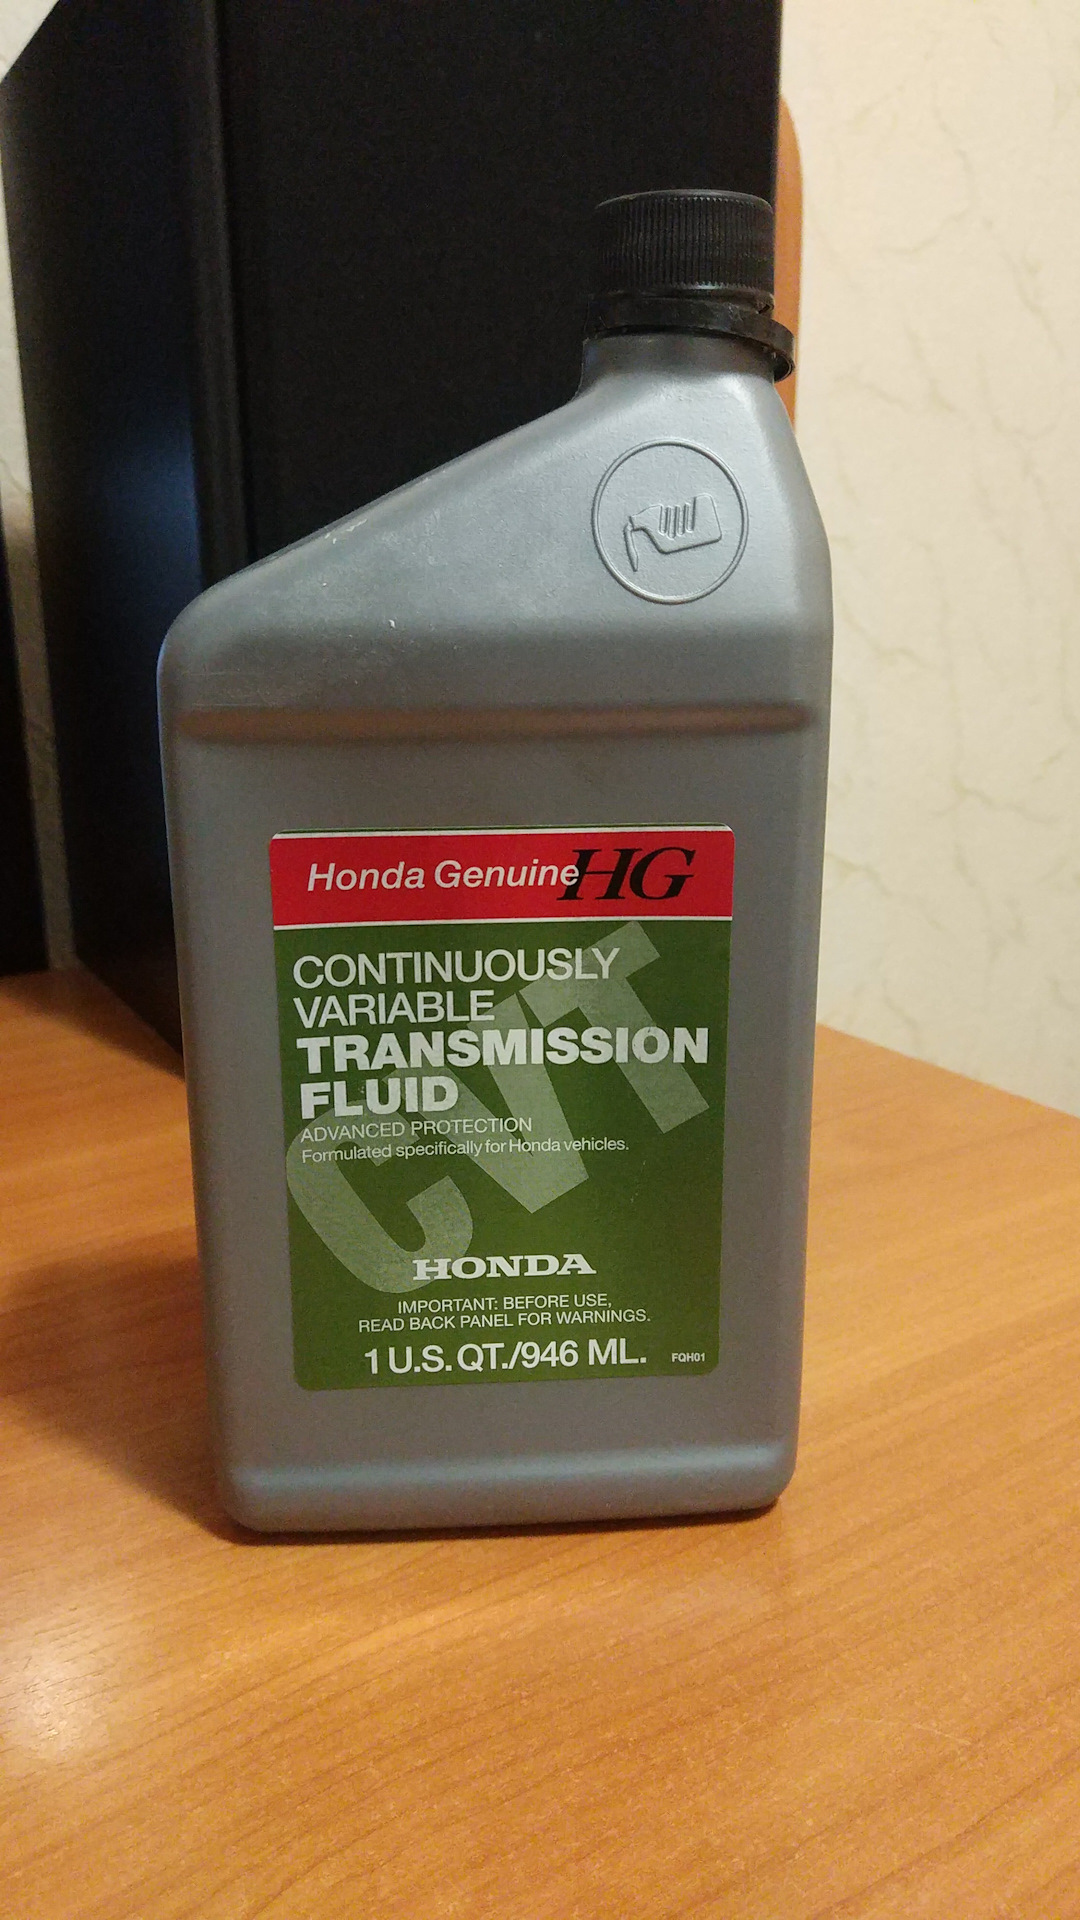 Honda Genuine HG
CONTINUOUSLY
VARIABLE
TRANSMISSION
FLUID
ADVANCED PROTECTION
Formulated specifically for Honda vehicles.
CVT
HONDA
IMPORTANT: BEFORE USE,
READ BACK PANEL FOR WARNINGS.
1 U.S. QT./946 ML. FQH01